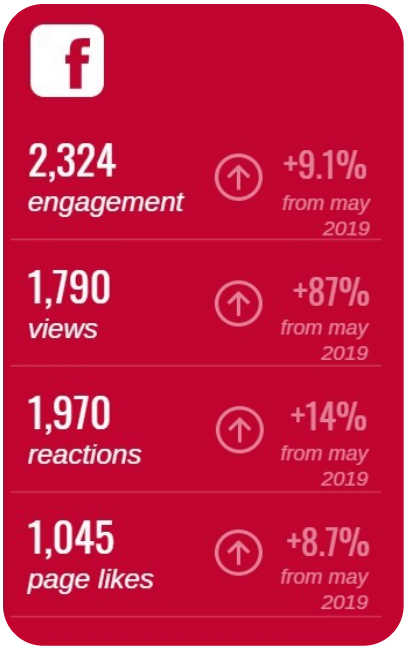 f
2,324
+9.1%
engagement
from may
2019
1,790
+87%
views
from may
2019
1,970
+14%
reactions
from may
2019
1,045
+8.7%
page likes
from may
2019